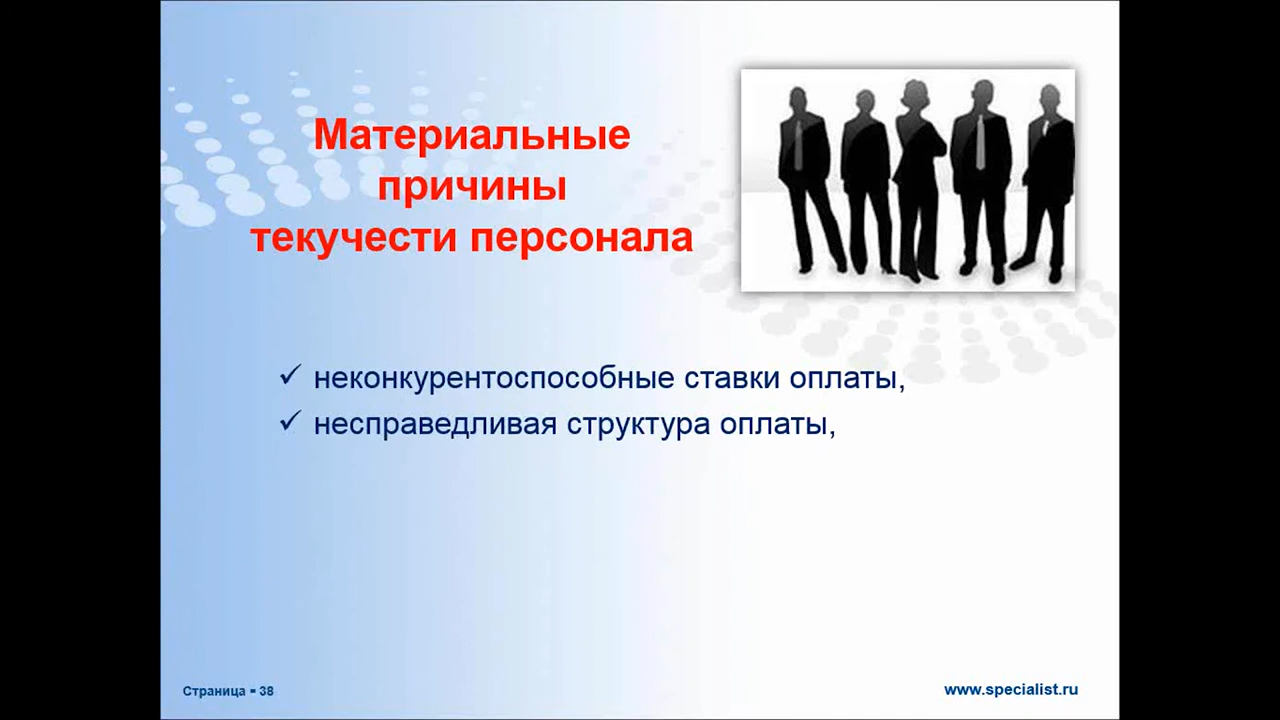 Материальные
причины
текучести персонала
✓ неконкурентоспособные ставки оплаты,
✓ несправедливая структура оплаты,
Страница ▪ 38
www.specialist.ru